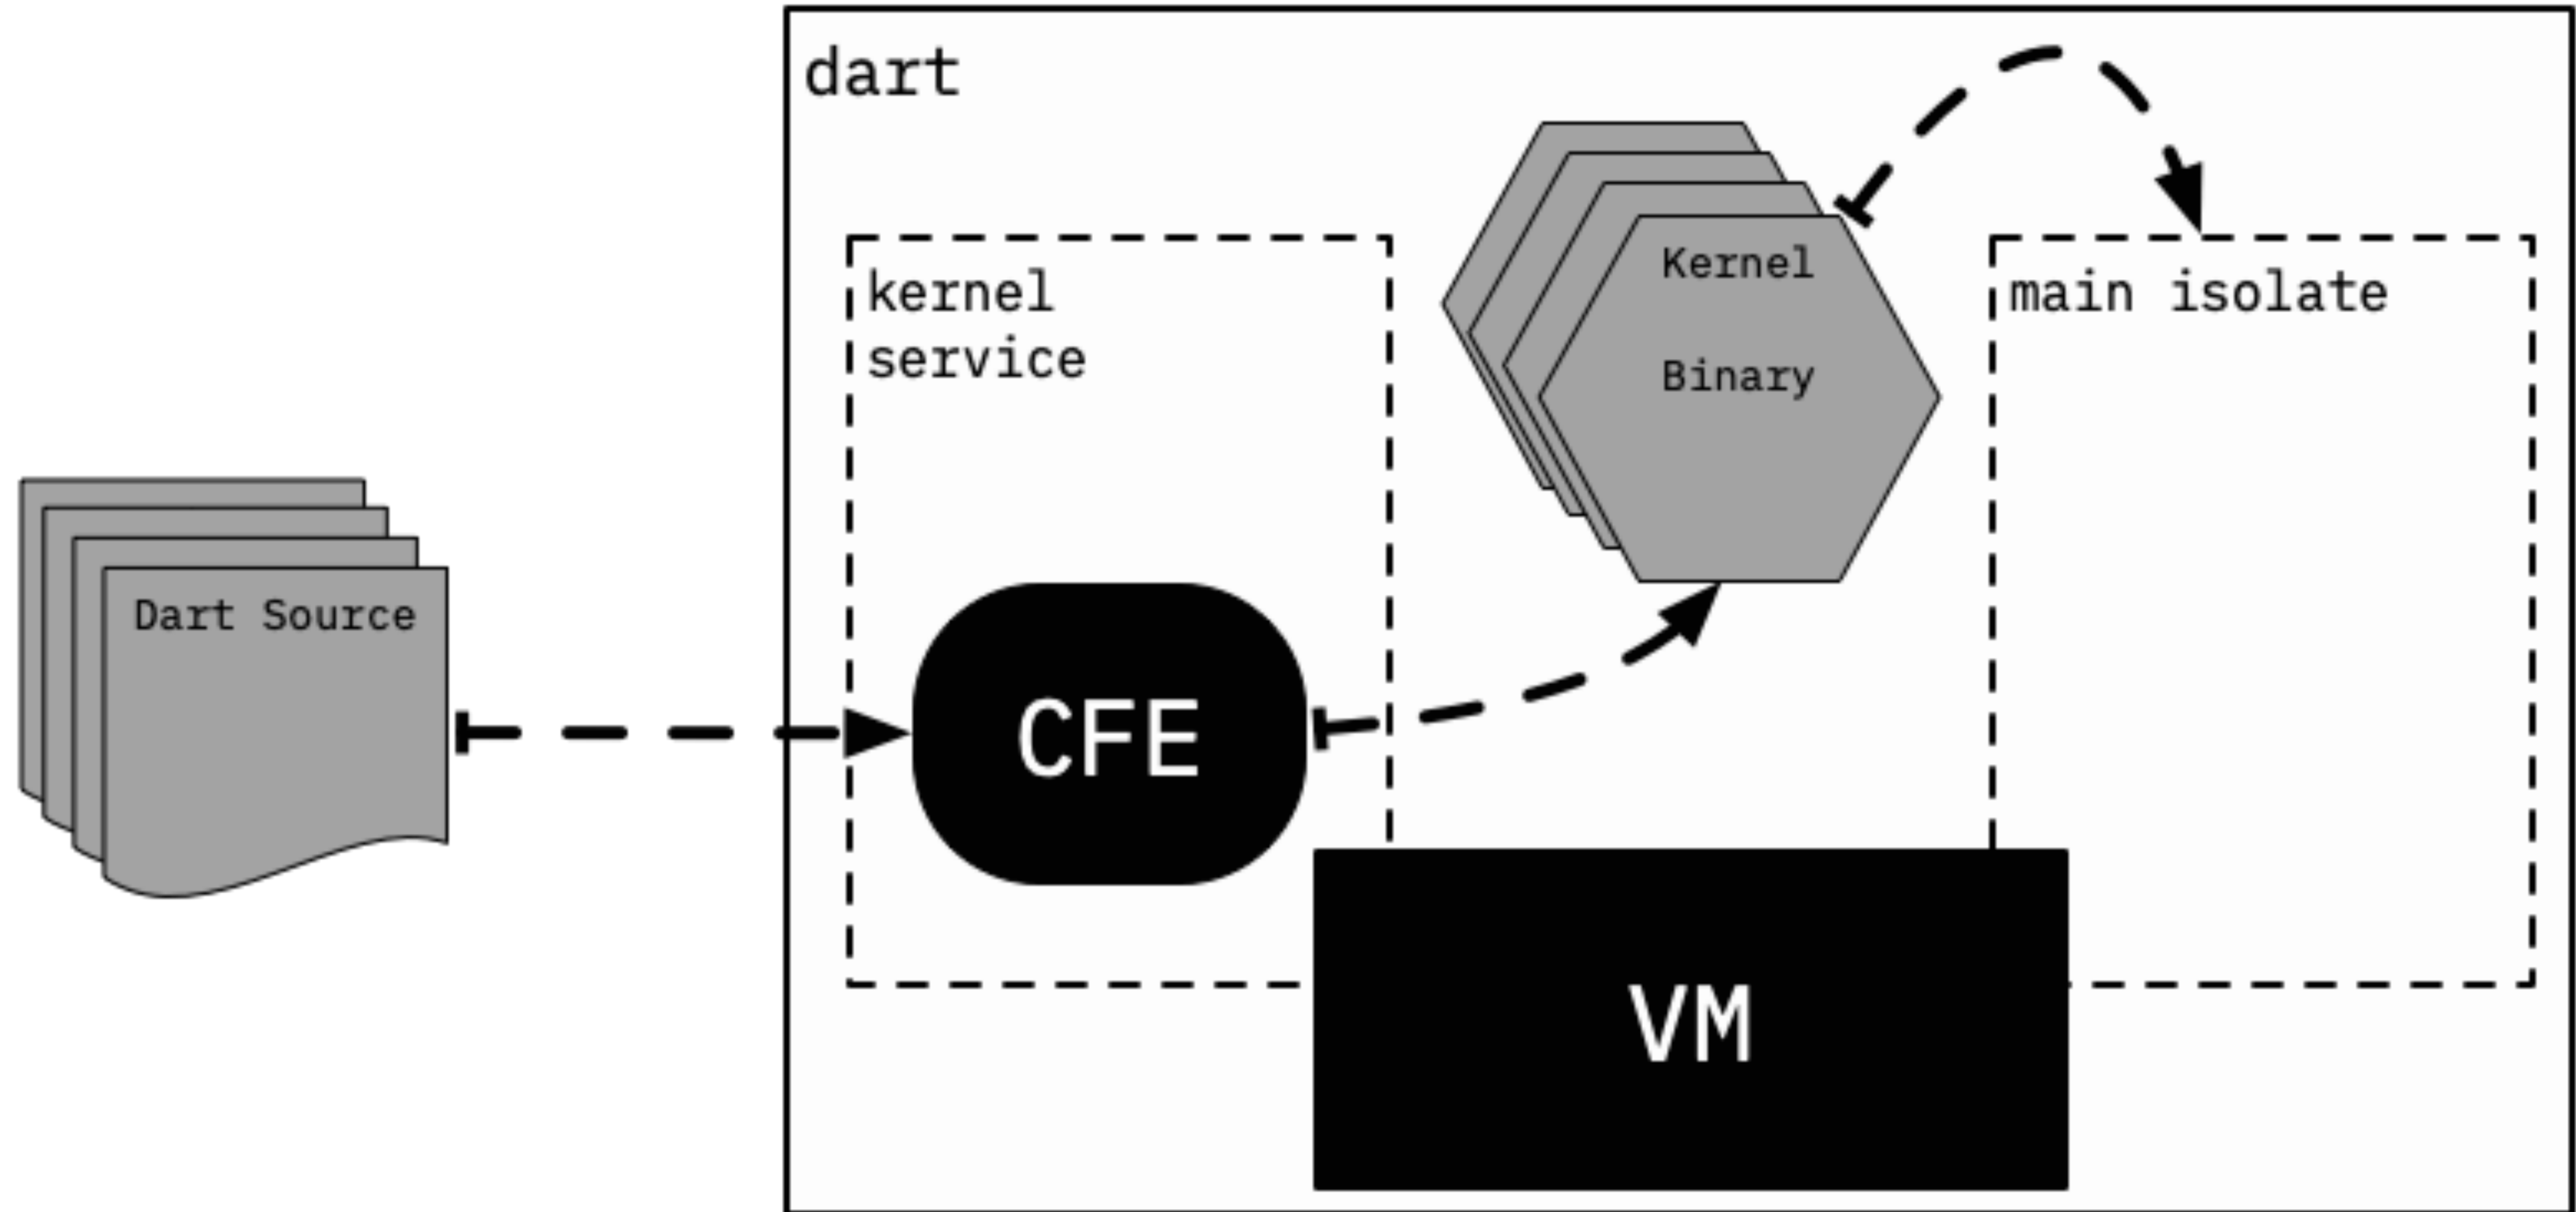 dart
kernel
service
Kernel
Binary
main isolate
Dart Source
CFE
VM